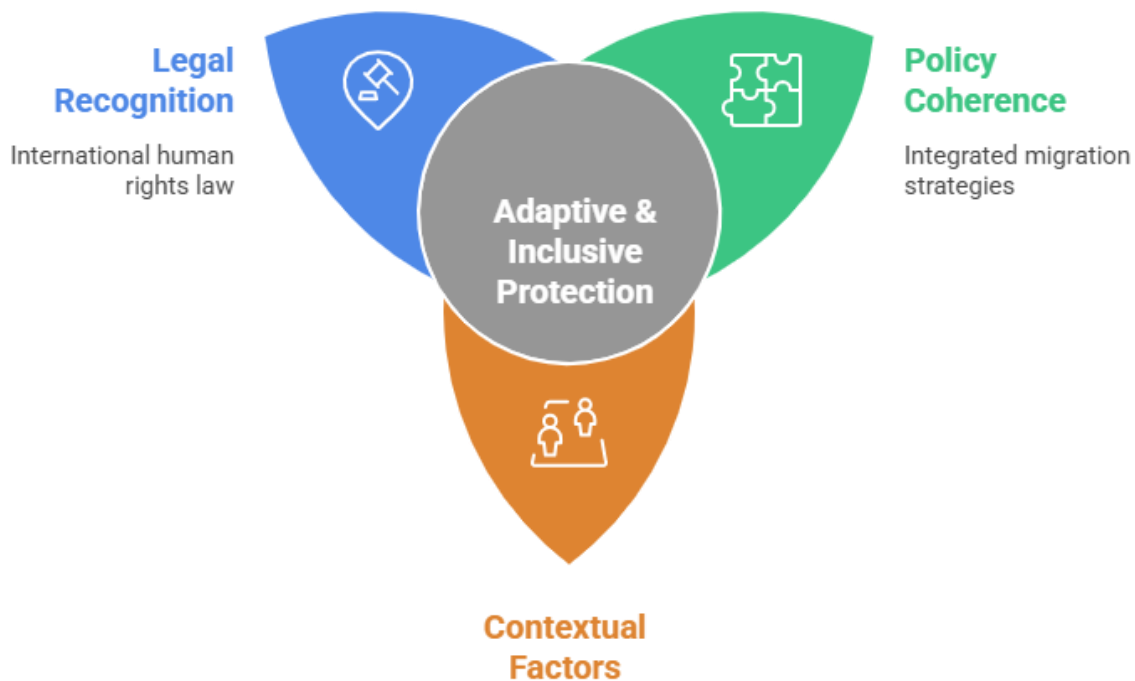 Legal
Recognition
International human
rights law
Policy
Coherence
Integrated migration
strategies
Adaptive &
Inclusive
Protection
Contextual
Factors